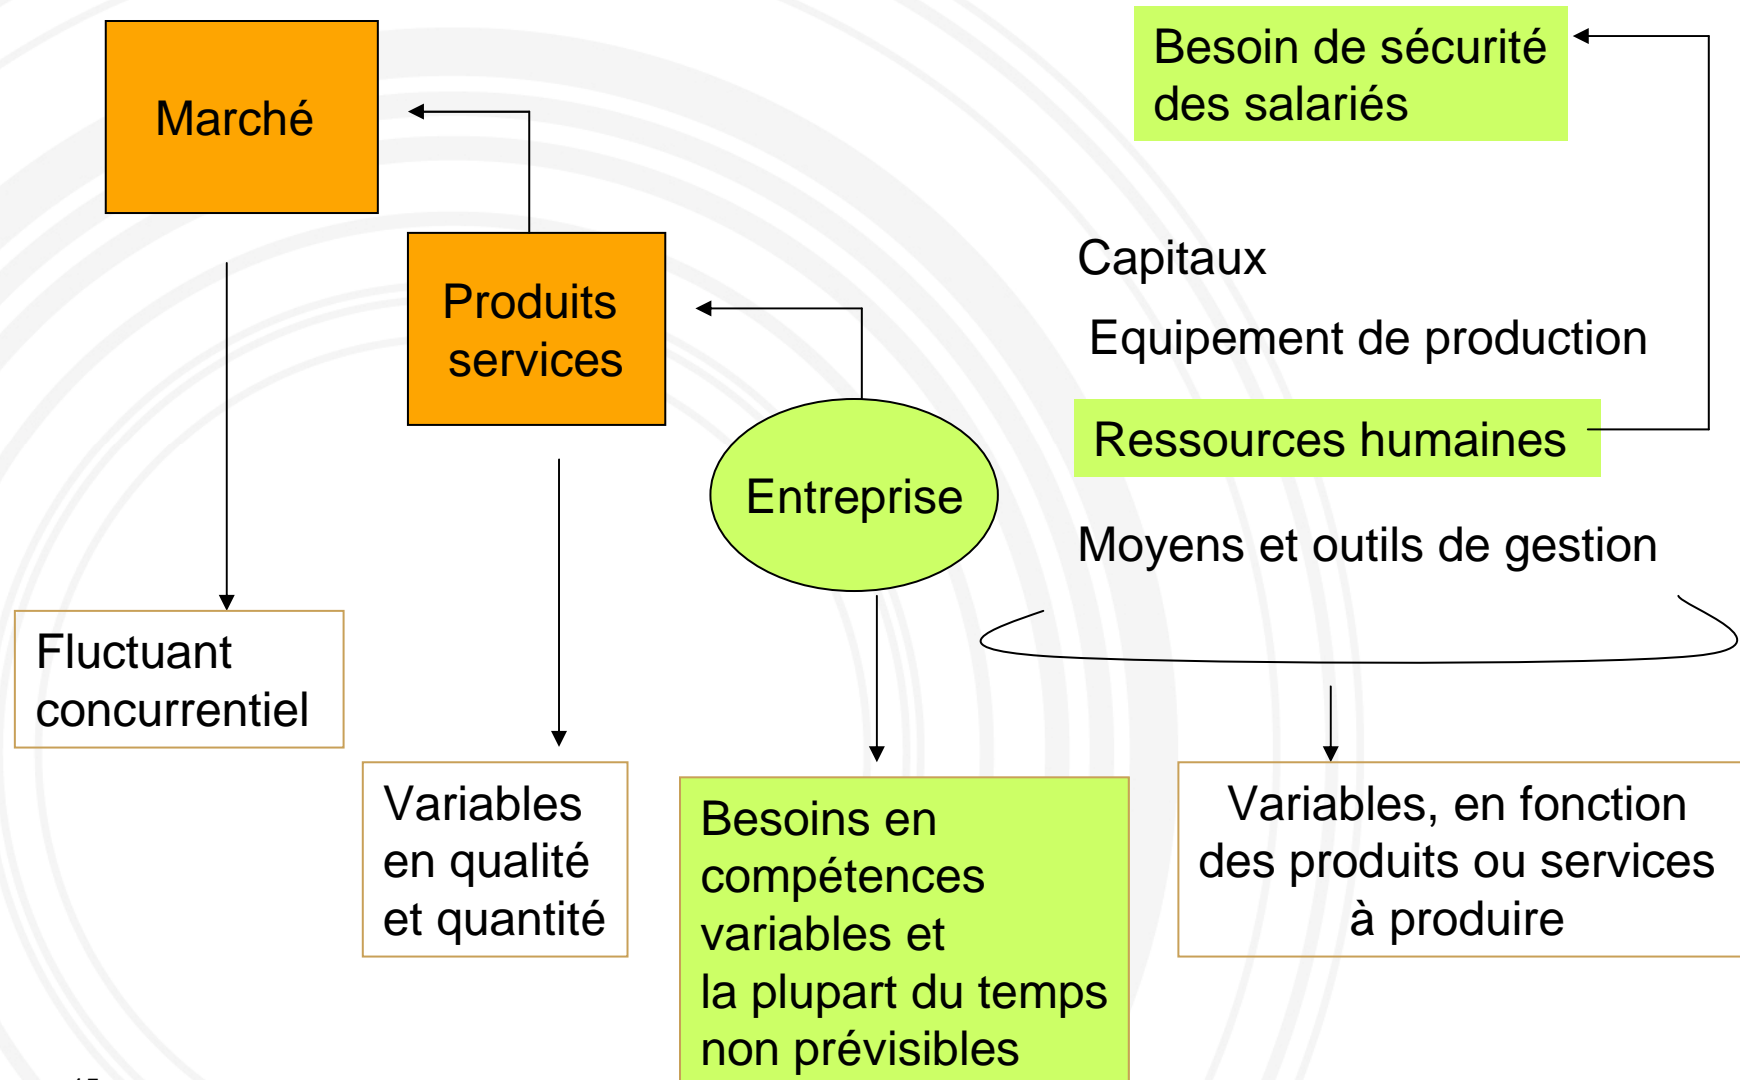 Marché
Besoin de sécurité
des salariés
Produits
services
Capitaux
Equipement de production
Ressources humaines
Entreprise
Moyens et outils de gestion
Fluctuant
concurrentiel
Variables
en qualité
et quantité
Besoins en
compétences
variables et
la plupart du temps
non prévisibles
Variables, en fonction
des produits ou services
à produire